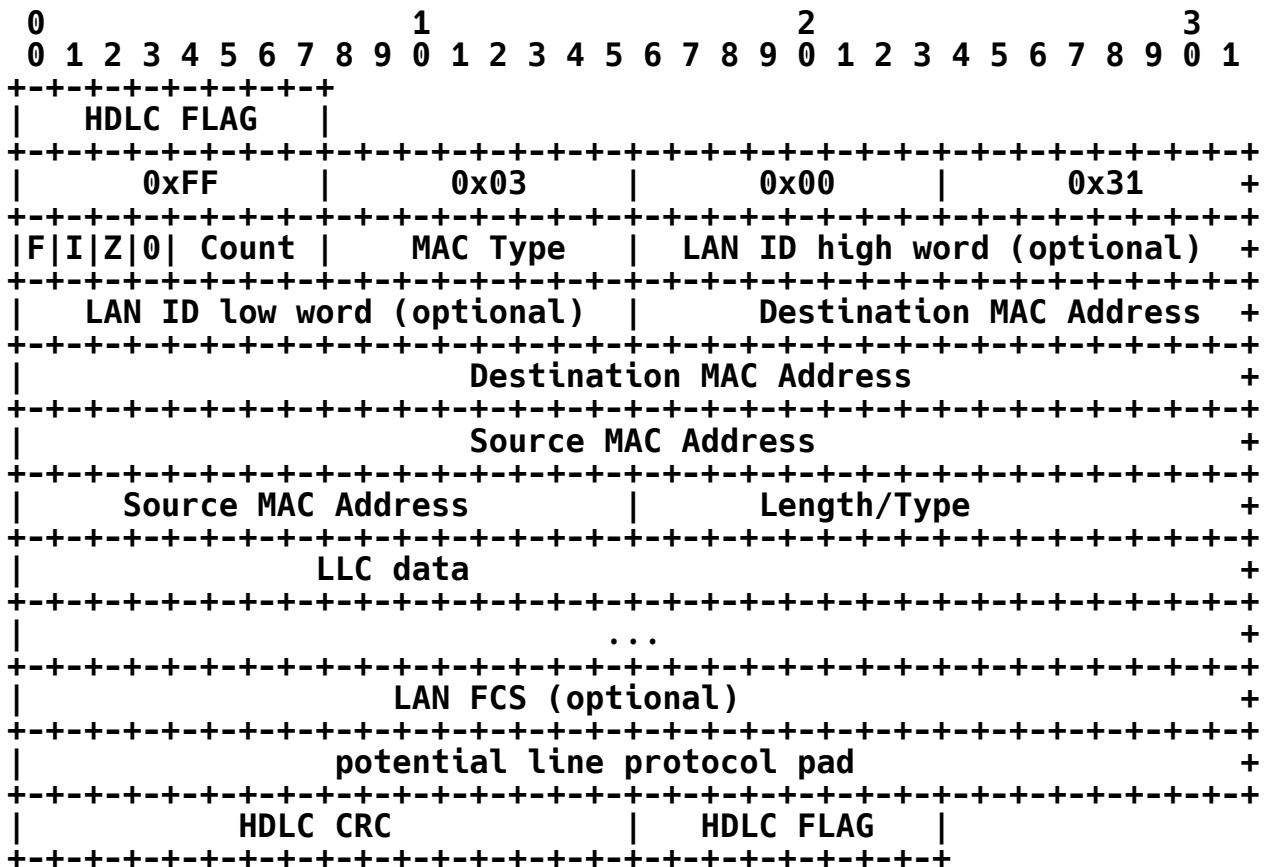 0 1 2 3
0 1 2 3 4 5 6 7 8 9 0 1 2 3 4 5 6 7 8 9 0 1 2 3 4 5 6 7 8 9 0 1
+-+-+-+-+-+-+-+-+
| HDLC FLAG |
+-+-+-+-+-+-+-+-+-+-+-+-+-+-+-+-+-+-+-+-+-+-+-+-+-+-+-+-+-+-+-+-+
| 0xFF | 0x03 | 0x00 | 0x31 +
+-+-+-+-+-+-+-+-+-+-+-+-+-+-+-+-+-+-+-+-+-+-+-+-+-+-+-+-+-+-+-+-+
|F|I|Z|0| Count | MAC Type | LAN ID high word (optional) +
+-+-+-+-+-+-+-+-+-+-+-+-+-+-+-+-+-+-+-+-+-+-+-+-+-+-+-+-+-+-+-+-+
| LAN ID low word (optional) | Destination MAC Address +
+-+-+-+-+-+-+-+-+-+-+-+-+-+-+-+-+-+-+-+-+-+-+-+-+-+-+-+-+-+-+-+-+
| Destination MAC Address +
+-+-+-+-+-+-+-+-+-+-+-+-+-+-+-+-+-+-+-+-+-+-+-+-+-+-+-+-+-+-+-+-+
| Source MAC Address +
+-+-+-+-+-+-+-+-+-+-+-+-+-+-+-+-+-+-+-+-+-+-+-+-+-+-+-+-+-+-+-+-+
| Source MAC Address | Length/Type +
+-+-+-+-+-+-+-+-+-+-+-+-+-+-+-+-+-+-+-+-+-+-+-+-+-+-+-+-+-+-+-+-+
| LLC data +
+-+-+-+-+-+-+-+-+-+-+-+-+-+-+-+-+-+-+-+-+-+-+-+-+-+-+-+-+-+-+-+-+
| ... +
+-+-+-+-+-+-+-+-+-+-+-+-+-+-+-+-+-+-+-+-+-+-+-+-+-+-+-+-+-+-+-+-+
| LAN FCS (optional) +
+-+-+-+-+-+-+-+-+-+-+-+-+-+-+-+-+-+-+-+-+-+-+-+-+-+-+-+-+-+-+-+-+
| potential line protocol pad +
+-+-+-+-+-+-+-+-+-+-+-+-+-+-+-+-+-+-+-+-+-+-+-+-+-+-+-+-+-+-+-+-+
| HDLC CRC | HDLC FLAG |
+-+-+-+-+-+-+-+-+-+-+-+-+-+-+-+-+-+-+-+-+-+-+-+-+